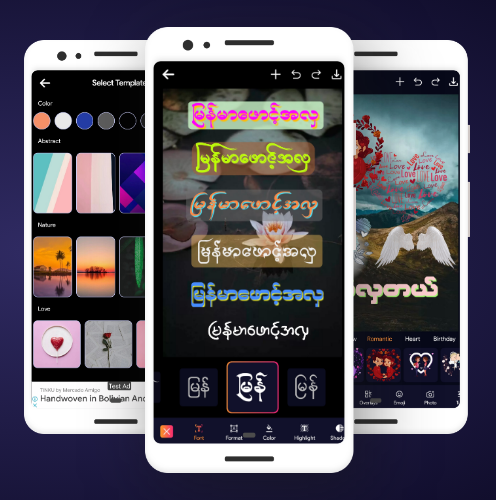 Select Template
Color
Abstract
Nature
Love
Test Ad
TINKU by Mercado Amigo
Handwoven in Bolivian And
မြန်မာဖောင့်အလှ
မြန်မာဖောင့်အလှ
မြန်မာဖောင့်အလှ
မြန်မာဖောင့်အလှ
မြန်မာဖောင့်အလှ
မြန်မာဖောင့်အလှ
မြန်
မြန်
မြန်
Font
Format
Color
Highlight
Shado
Love
Love
Love
Love
Love
လှတယ်
Romantic
Heart
Birthday
Overlays
Emoji
Photo